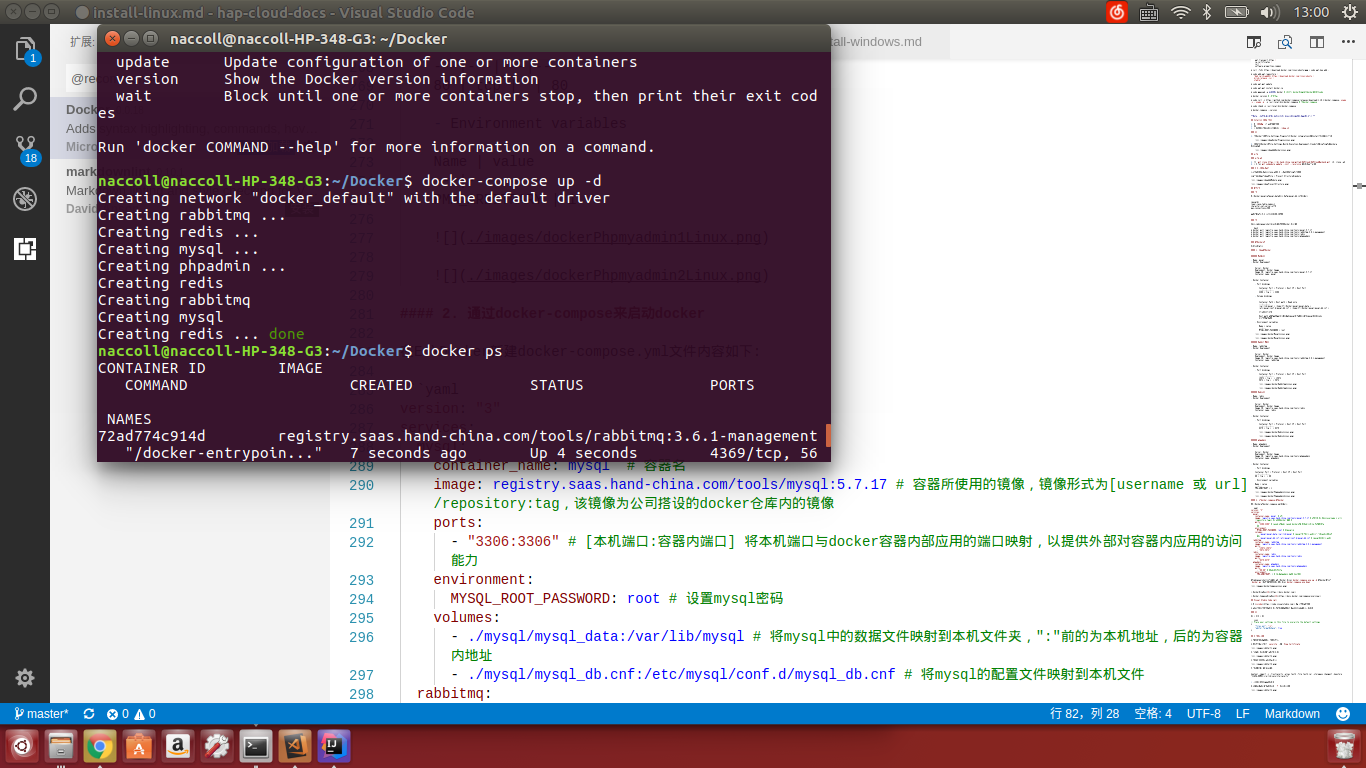 install-linux.md - hap-cloud-docs - Visual Studio Code
13:00
扩展:
tall-windows.md
@rec
Dock
Adds
Micro
mark
Mark
David
1
18
naccoll@naccoll-HP-348-G3: ~/Docker
update      Update configuration of one or more containers
version     Show the Docker version information
wait        Block until one or more containers stop, then print their exit cod
es
Run 'docker COMMAND --help' for more information on a command.
naccoll@naccoll-HP-348-G3:~/Docker$ docker-compose up -d
Creating network "docker_default" with the default driver
Creating rabbitmq ...
Creating redis ...
Creating mysql ...
Creating phpadmin ...
Creating redis
Creating rabbitmq
Creating mysql
Creating redis ... done
naccoll@naccoll-HP-348-G3:~/Docker$ docker ps
CONTAINER ID        IMAGE
COMMAND                  CREATED             STATUS              PORTS
NAMES
72ad774c914d        registry.saas.hand-china.com/tools/rabbitmq:3.6.1-management
"/docker-entrypoin..."   7 seconds ago       Up 4 seconds        4369/tcp, 56
- Environment variables
Name | value
![](./images/dockerPhpmyadmin1Linux.png)
![](./images/dockerPhpmyadmin2Linux.png)
#### 2. 通过docker-compose来启动docker
建docker-compose.yml文件内容如下:
yaml
version: "3"
289 container_name: mysql # 容器名
290 image: registry.saas.hand-china.com/tools/mysql:5.7.17 # 容器所使用的镜像，镜像形式为[username 或 url]
/repository:tag，该镜像为公司搭设的docker仓库内的镜像
291 ports:
292 - "3306:3306" # [本机端口:容器内端口] 将本机端口与docker容器内部应用的端口映射，以提供外部对容器内应用的访问
能力
293 environment:
294 MYSQL_ROOT_PASSWORD: root # 设置mysql密码
295 volumes:
296 - ./mysql/mysql_data:/var/lib/mysql # 将mysql中的数据文件映射到本机文件夹，":"前的为本机地址，后的为容器
内地址
297 - ./mysql/mysql_db.cnf:/etc/mysql/conf.d/mysql_db.cnf # 将mysql的配置文件映射到本机文件
298 rabbitmq:
master*
0
0
行 82，列 28
空格: 4
UTF-8
LF
Markdown